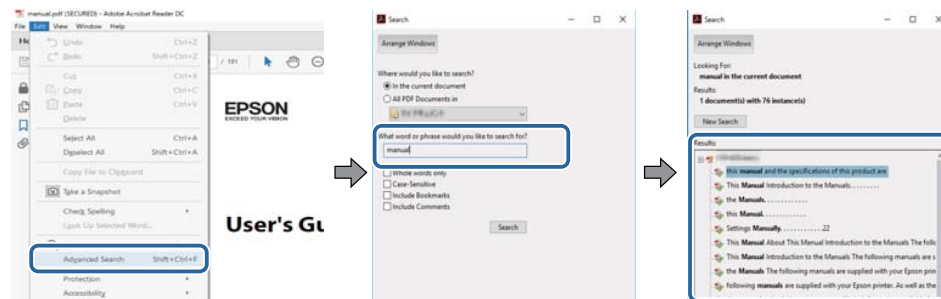 manual.pdf (SECURED) - Adobe Acrobat Reader DC
File Edit View Window Help
Undo Ctrl+Z
Redo Shift+Ctrl+Z
Cut Ctrl+X
Copy Ctrl+C
Paste Ctrl+V
Delete
Select All Ctrl+A
Deselect All Shift+Ctrl+A
Copy File to Clipboard
Take a Snapshot
Check Spelling
Look Up Selected Word...
Advanced Search Shift+Ctrl+F
Protection
Accessibility
/ 191
EPSON
EXCEED YOUR VISION
User's Gu
Search
Arrange Windows
Where would you like to search?
In the current document
All PDF Documents in
What word or phrase would you like to search for?
manual
Whole words only
Case-Sensitive
Include Bookmarks
Include Comments
Search
Search
Arrange Windows
Looking For:
manual in the current document
Results:
1 document(s) with 76 instance(s)
New Search
Results:
this manual and the specifications of this product are
This Manual Introduction to the Manuals. . . . . . . . .
the Manuals. . . . . . . . . . . . .
this Manual. . . . . . . . . . . . .
Settings Manually. . . . . . . . . . . . 22
This Manual About This Manual Introduction to the Manuals The follo
This Manual Introduction to the Manuals The following manuals are s
the Manuals The following manuals are supplied with your Epson prin
following manuals are supplied with your Epson printer. As well as the